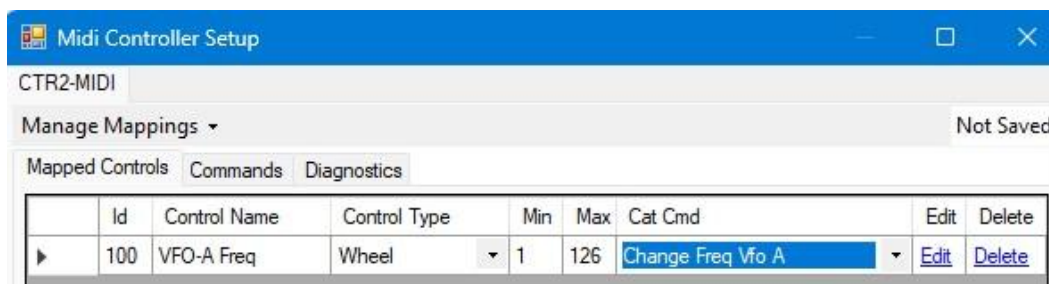 Midi Controller Setup
CTR2-MIDI
Manage Mappings Not Saved
Mapped Controls Commands Diagnostics
Id Control Name Control Type Min Max Cat Cmd Edit Delete
100 VFO-A Freq Wheel 1 126 Change Freq Vfo A Edit Delete